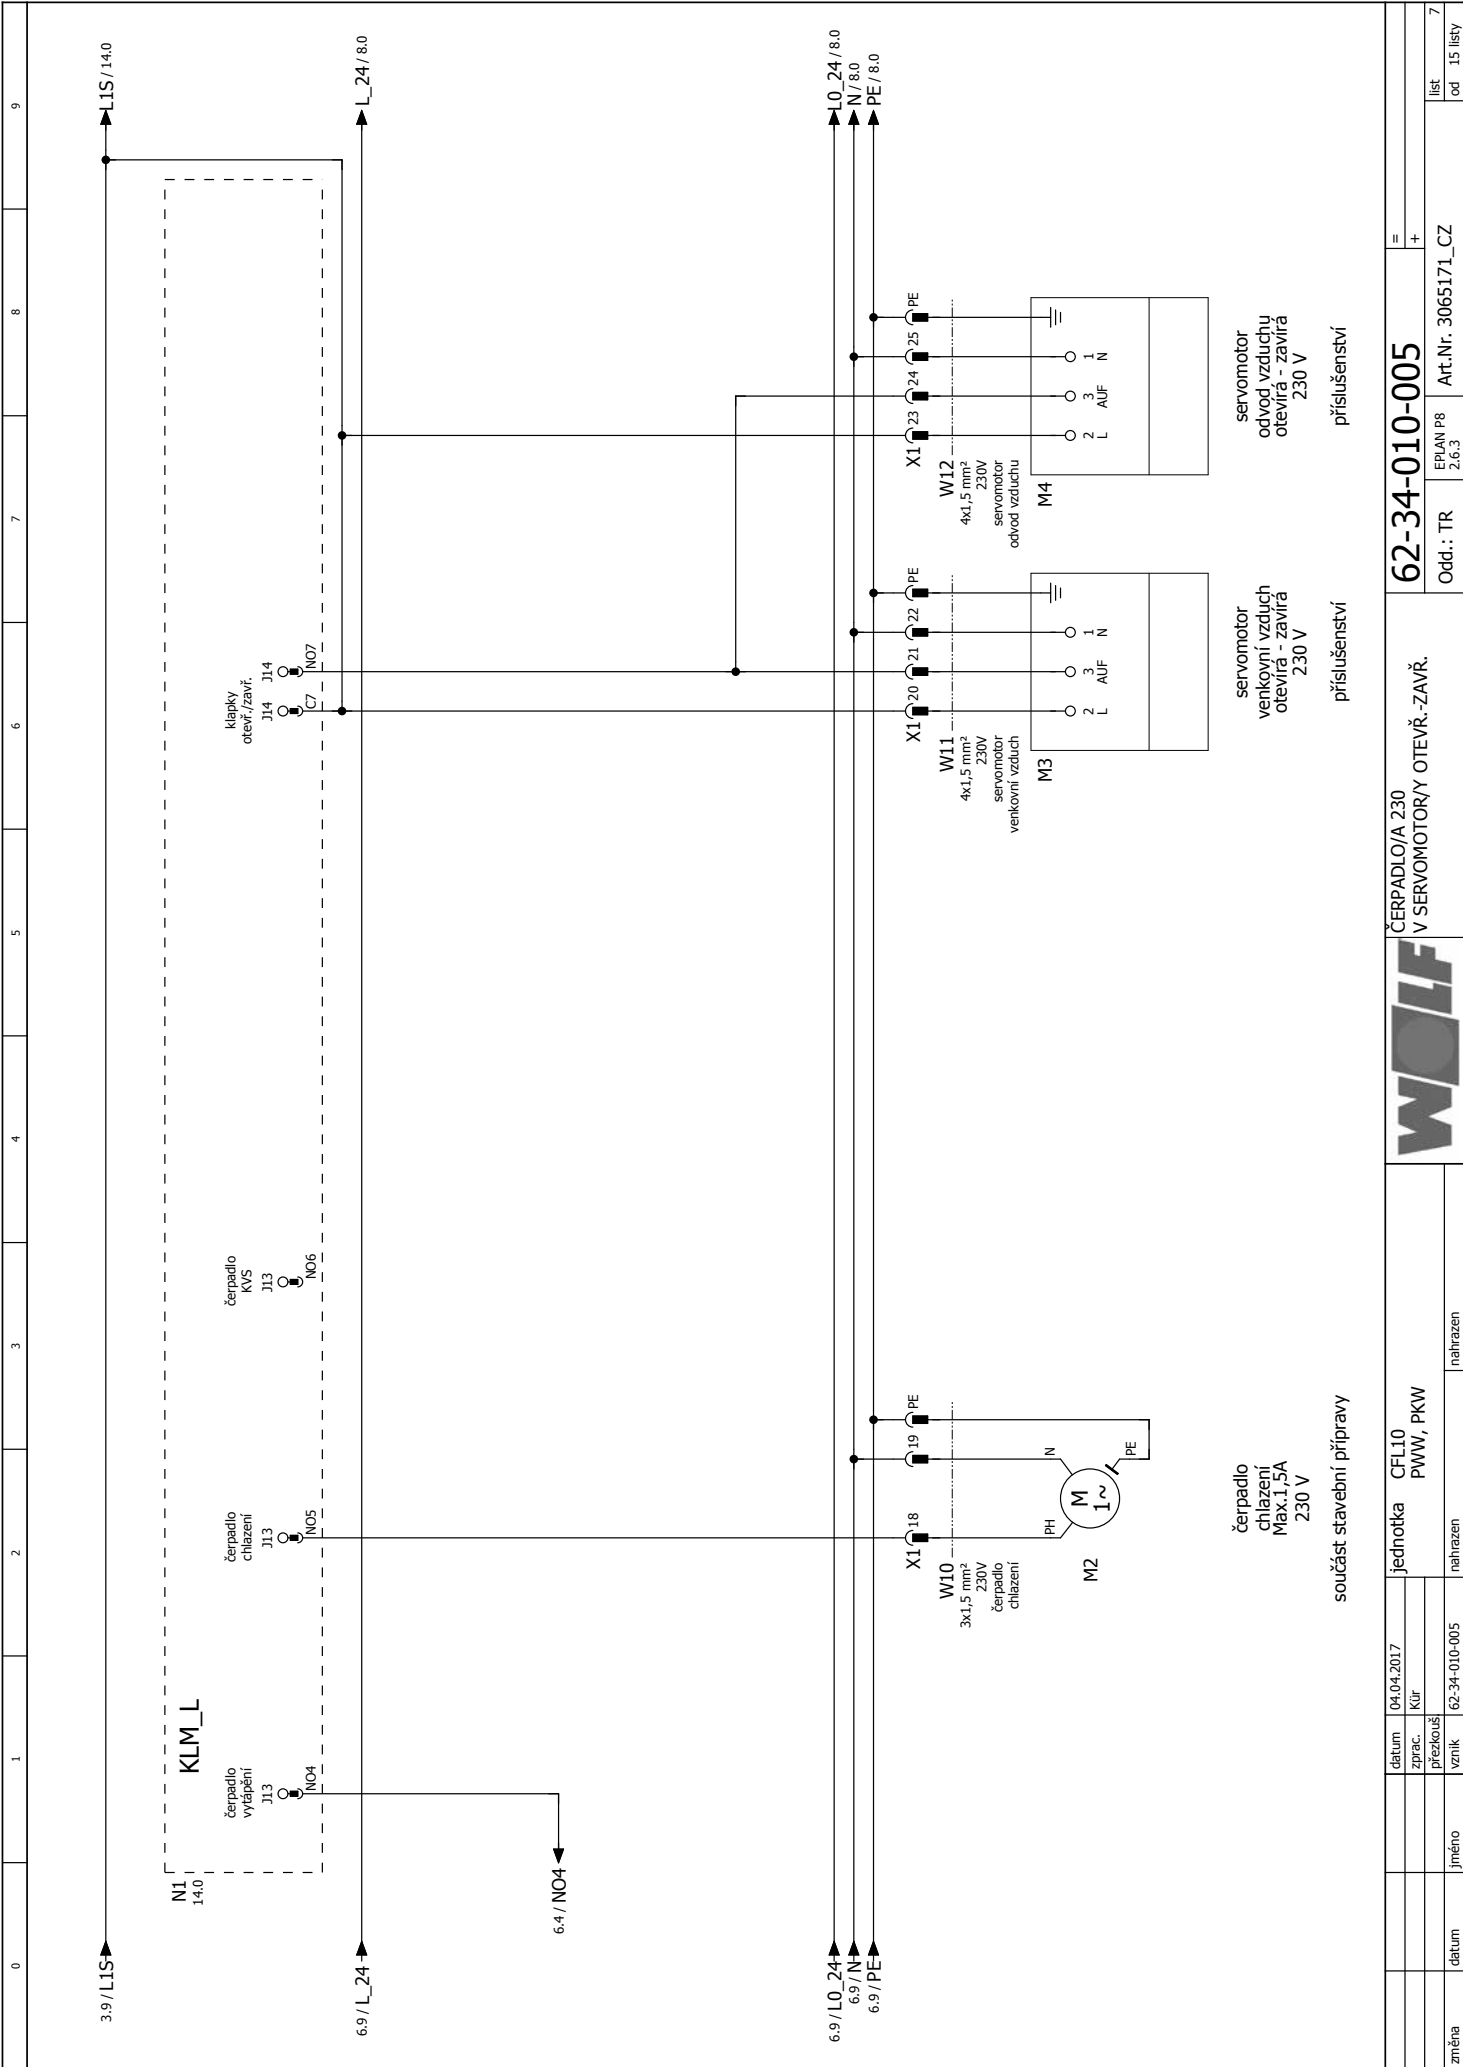 0 1 2 3 4 5 6 7 8 9
3.9 / L1S
L1S / 14.0
N1
14.0
KLM_L
čerpadlo
vytápění
J13
NO4
čerpadlo
chlazení
J13
NO5
čerpadlo
KVS
J13
NO6
klapky
otevř./zavř.
J14
C7
J14
NO7
6.9 / L_24
L_24 / 8.0
6.4 / NO4
6.9 / L0_24
L0_24 / 8.0
6.9 / N
N / 8.0
6.9 / PE
PE / 8.0
X1 18 19 PE
W10
3x1,5 mm²
230V
čerpadlo
chlazení
PH
N
M
1~
PE
M2
čerpadlo
chlazení
Max.1,5A
230 V
součást stavební přípravy
X1 20 21 22 PE
W11
4x1,5 mm²
230V
servomotor
venkovní vzduch
2 3 1
L AUF N
M3
servomotor
venkovní vzduch
otevírá - zavírá
230 V
příslušenství
X1 23 24 25 PE
W12
4x1,5 mm²
230V
servomotor
odvod vzduchu
2 3 1
L AUF N
M4
servomotor
odvod vzduchu
otevírá - zavírá
230 V
příslušenství
změna
datum
jméno
datum 04.04.2017
zprac. Kür
přezkouš.
vznik 62-34-010-005
jednotka CFL10
PWW, PKW
nahrazen
nahrazen
WOLF
ČERPADLO/A 230
V SERVOMOTOR/Y OTEVŘ.-ZAVŘ.
62-34-010-005
=
+
Odd.: TR
EPLAN P8
2.6.3
Art.Nr. 3065171_CZ
list 7
od 15 listy